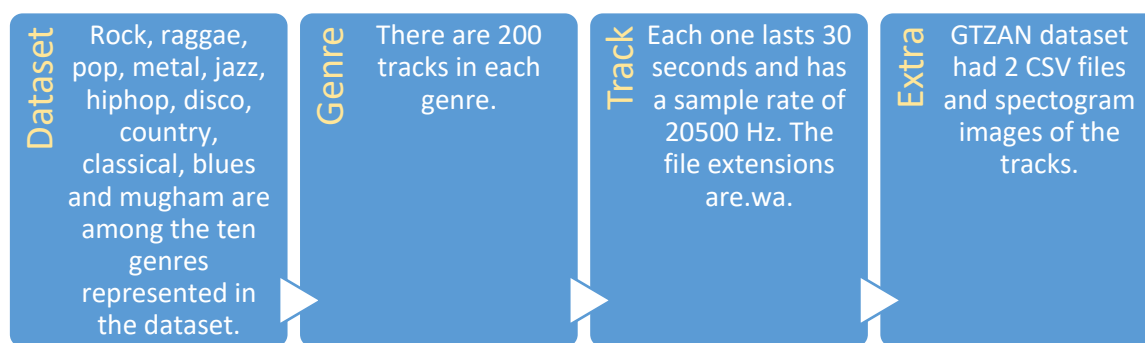 Dataset
Rock, raggae,
pop, metal, jazz,
hiphop, disco,
country,
classical, blues
and mugham are
among the ten
genres
represented in
the dataset.
Genre
There are 200
tracks in each
genre.
Track
Each one lasts 30
seconds and has
a sample rate of
20500 Hz. The
file extensions
are.wa.
Extra
GTZAN dataset
had 2 CSV files
and spectogram
images of the
tracks.